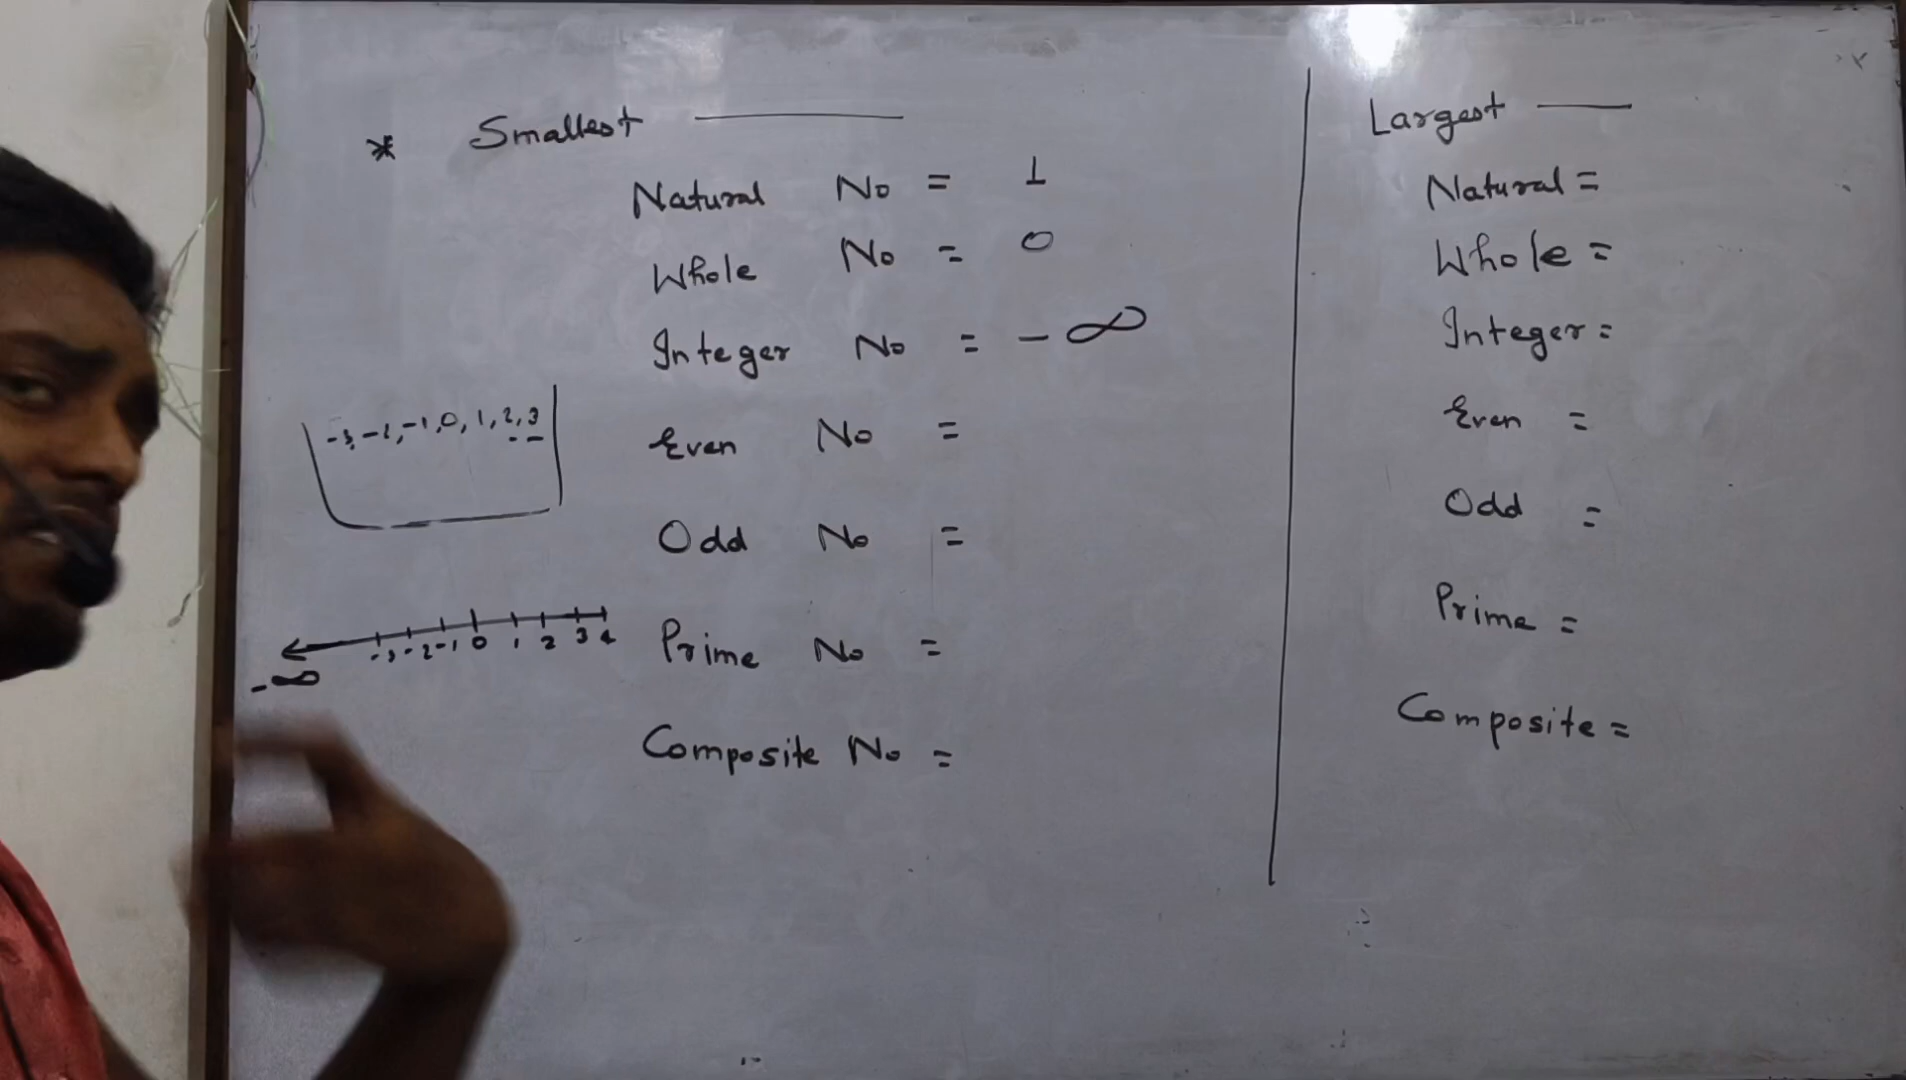 * Smallest ——
Natural No = 1
Whole No = 0
Integer No = - ∞
-3, -2, -1, 0, 1, 2, 3
Even No =
Odd No =
-3 -2 -1 0 1 2 3 4
- ∞
Prime No =
Composite No =
Largest ——
Natural =
Whole =
Integer =
Even =
Odd =
Prime =
Composite =